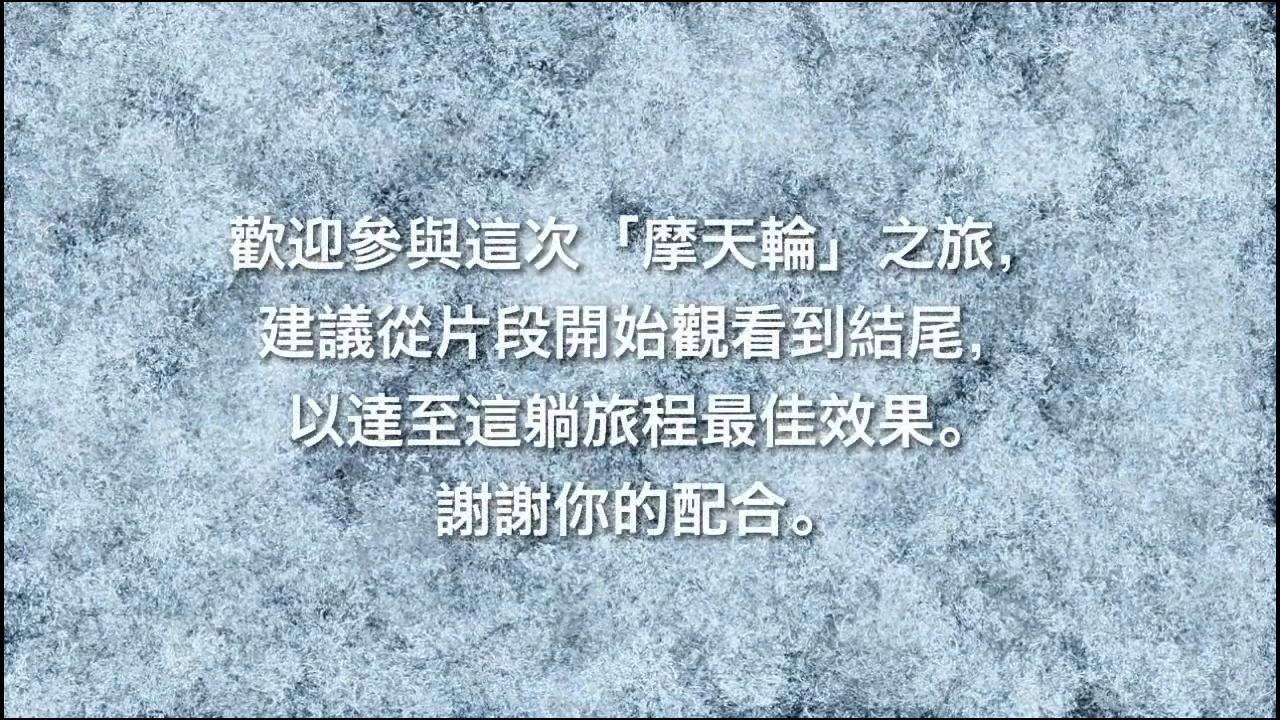 歡迎參與這次「摩天輪」之旅，
建議從片段開始觀看到結尾，
以達至這躺旅程最佳效果。
謝謝你的配合。